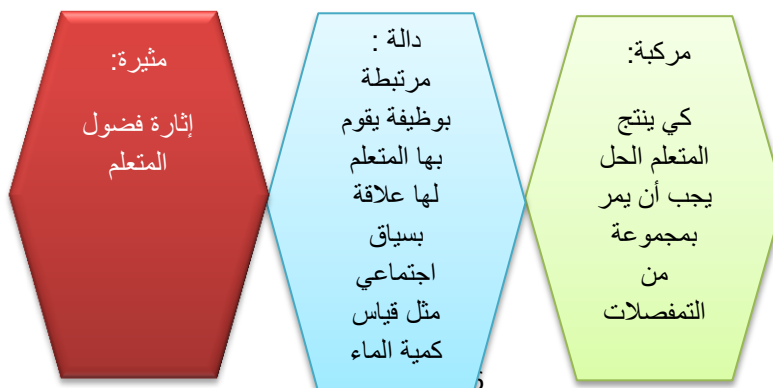 مركبة:
كي ينتج
المتعلم الحل
يجب أن يمر
بمجموعة
من
التمفصلات
دالة :
مرتبطة
بوظيفة يقوم
بها المتعلم
لها علاقة
بسياق
اجتماعي
مثل قياس
كمية الماء
مثيرة:
إثارة فضول
المتعلم